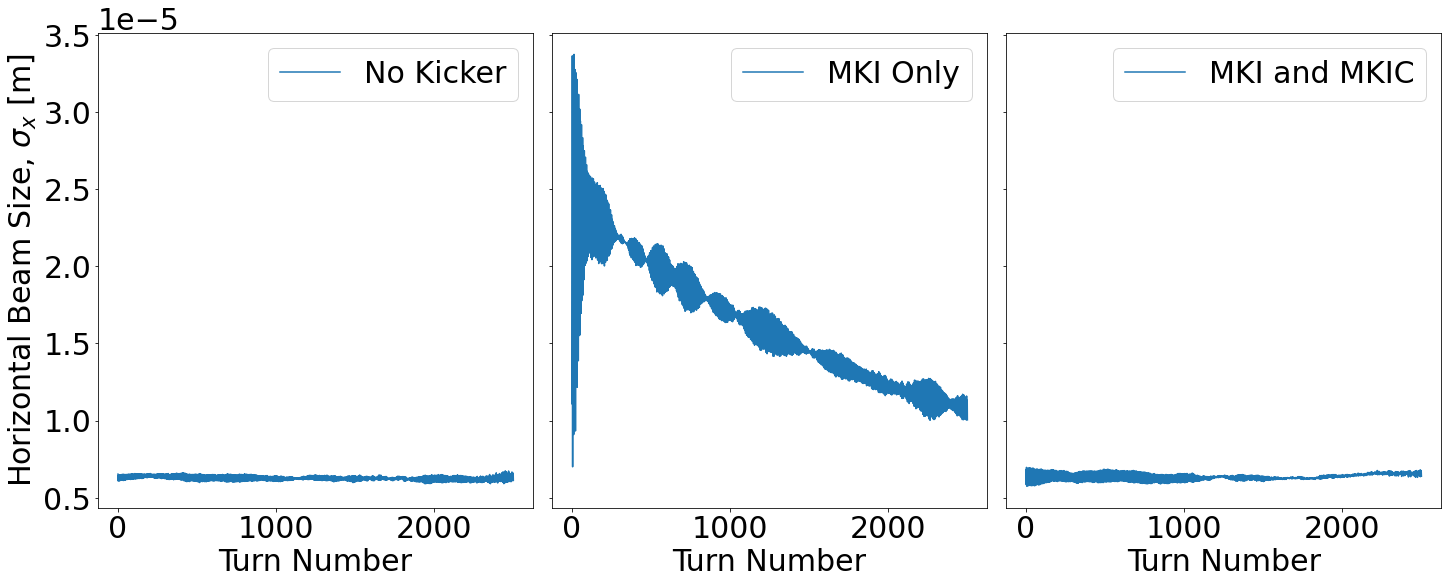 1e−5
Horizontal Beam Size, σx [m]
3.5
3.0
2.5
2.0
1.5
1.0
0.5
No Kicker
0 1000 2000
Turn Number
MKI Only
0 1000 2000
Turn Number
MKI and MKIC
0 1000 2000
Turn Number